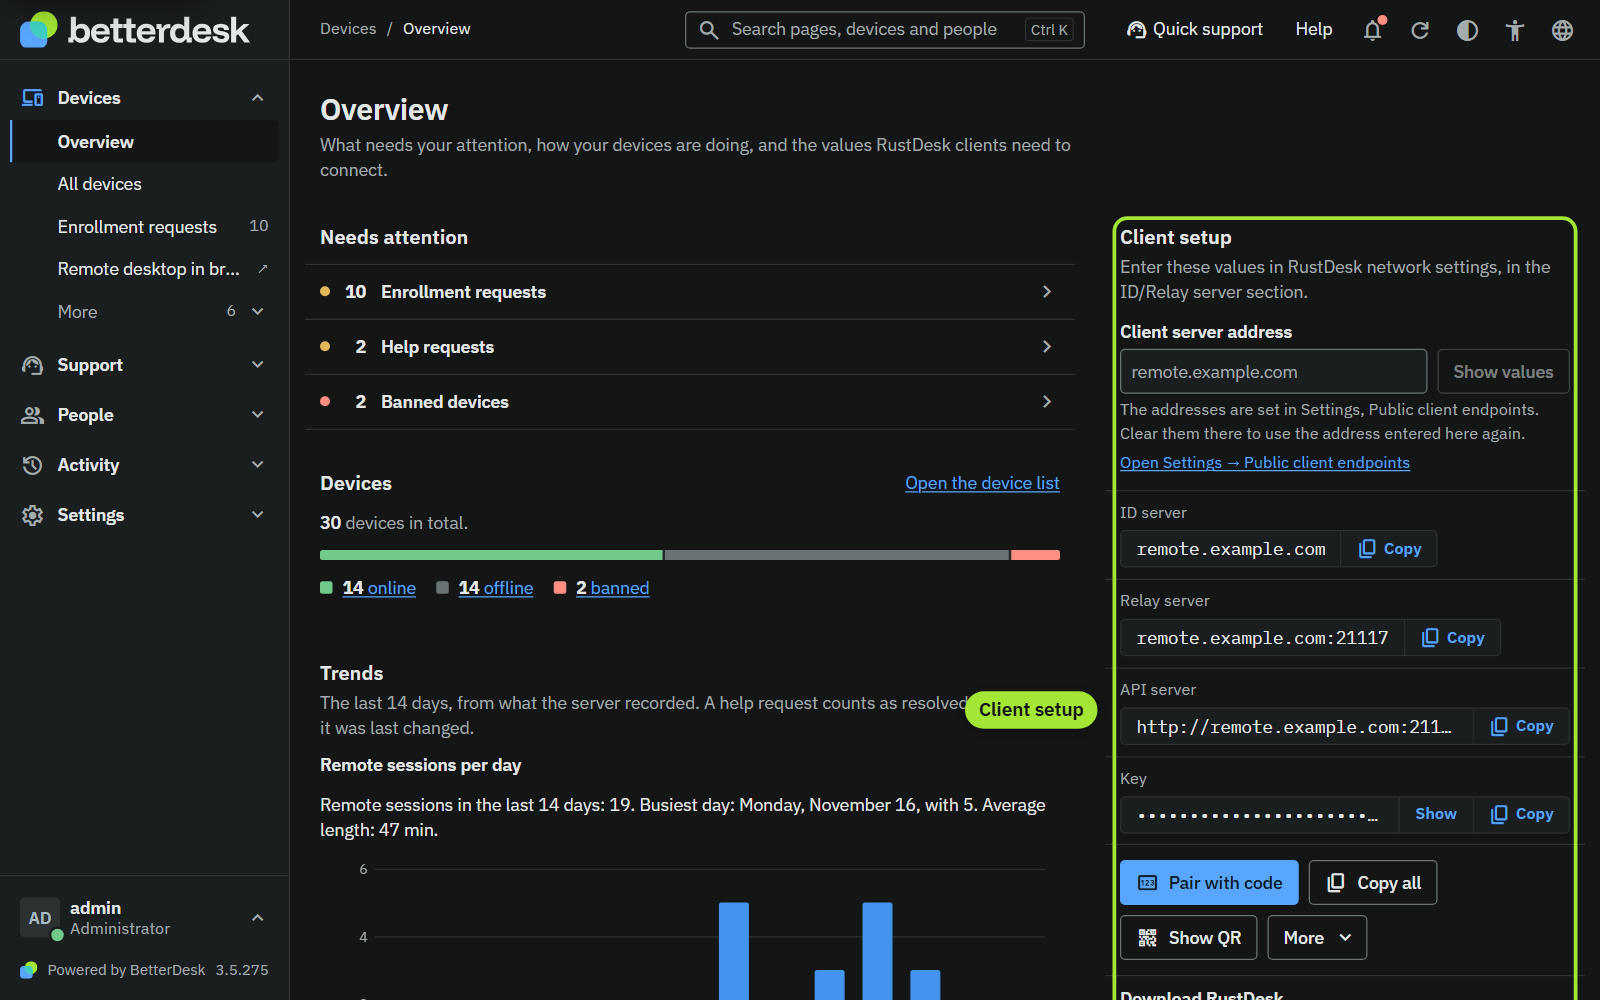 betterdesk
Devices / Overview
Search pages, devices and people Ctrl K
Quick support
Help
Devices
Overview
All devices
Enrollment requests 10
Remote desktop in br... ↗
More 6
Support
People
Activity
Settings
AD
admin
Administrator
Powered by BetterDesk 3.5.275
Overview
What needs your attention, how your devices are doing, and the values RustDesk clients need to
connect.
Needs attention
10 Enrollment requests
2 Help requests
2 Banned devices
Devices
Open the device list
30 devices in total.
14 online 14 offline 2 banned
Trends
The last 14 days, from what the server recorded. A help request counts as resolved
it was last changed.
Remote sessions per day
Remote sessions in the last 14 days: 19. Busiest day: Monday, November 16, with 5. Average
length: 47 min.
6
4
Client setup
Client setup
Enter these values in RustDesk network settings, in the
ID/Relay server section.
Client server address
remote.example.com Show values
The addresses are set in Settings, Public client endpoints.
Clear them there to use the address entered here again.
Open Settings → Public client endpoints
ID server
remote.example.com Copy
Relay server
remote.example.com:21117 Copy
API server
http://remote.example.com:211... Copy
Key
••••••••••••••••••••••... Show Copy
Pair with code Copy all
Show QR More
Download RustDesk